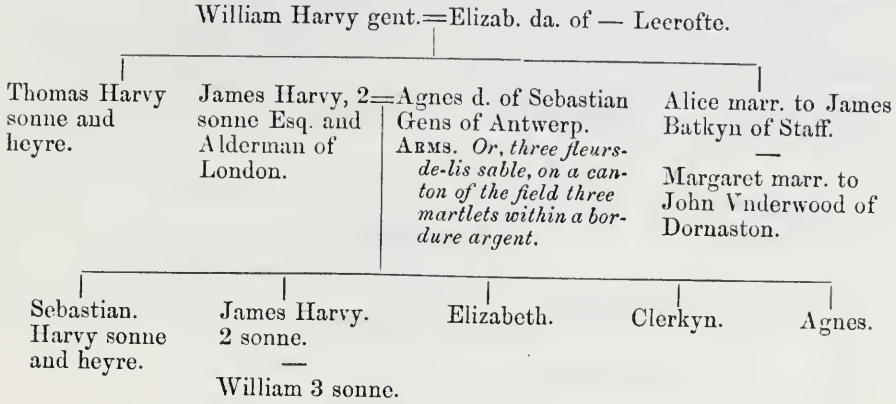 William Harvy gent.=Elizab. da. of — Leerofte.
Thomas Harvy
sonne and
heyre.
James Harvy, 2=Agnes d. of Sebastian
sonne Esq. and
Alderman of
London.
Gens of Antwerp.
ARMS. Or, three fleurs-
de-lis sable, on a can-
ton of the field three
martlets within a bor-
dure argent.
Alice marr. to James
Batkyn of Staff.
—
Margaret marr. to
John Vnderwood of
Dornaston.
Sebastian.
Harvy sonne
and heyre.
James Harvy.
2 sonne.
—
William 3 sonne.
Elizabeth.
Clerkyn.
Agnes.